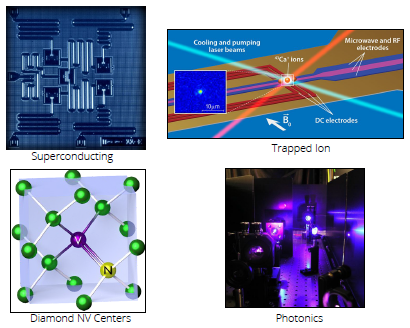 Cooling and pumping
laser beams
Microwave and RF
electrodes
⁴³Ca⁺ ions
10μm
DC electrodes
B₀
Superconducting
Trapped Ion
V
N
Diamond NV Centers
Photonics